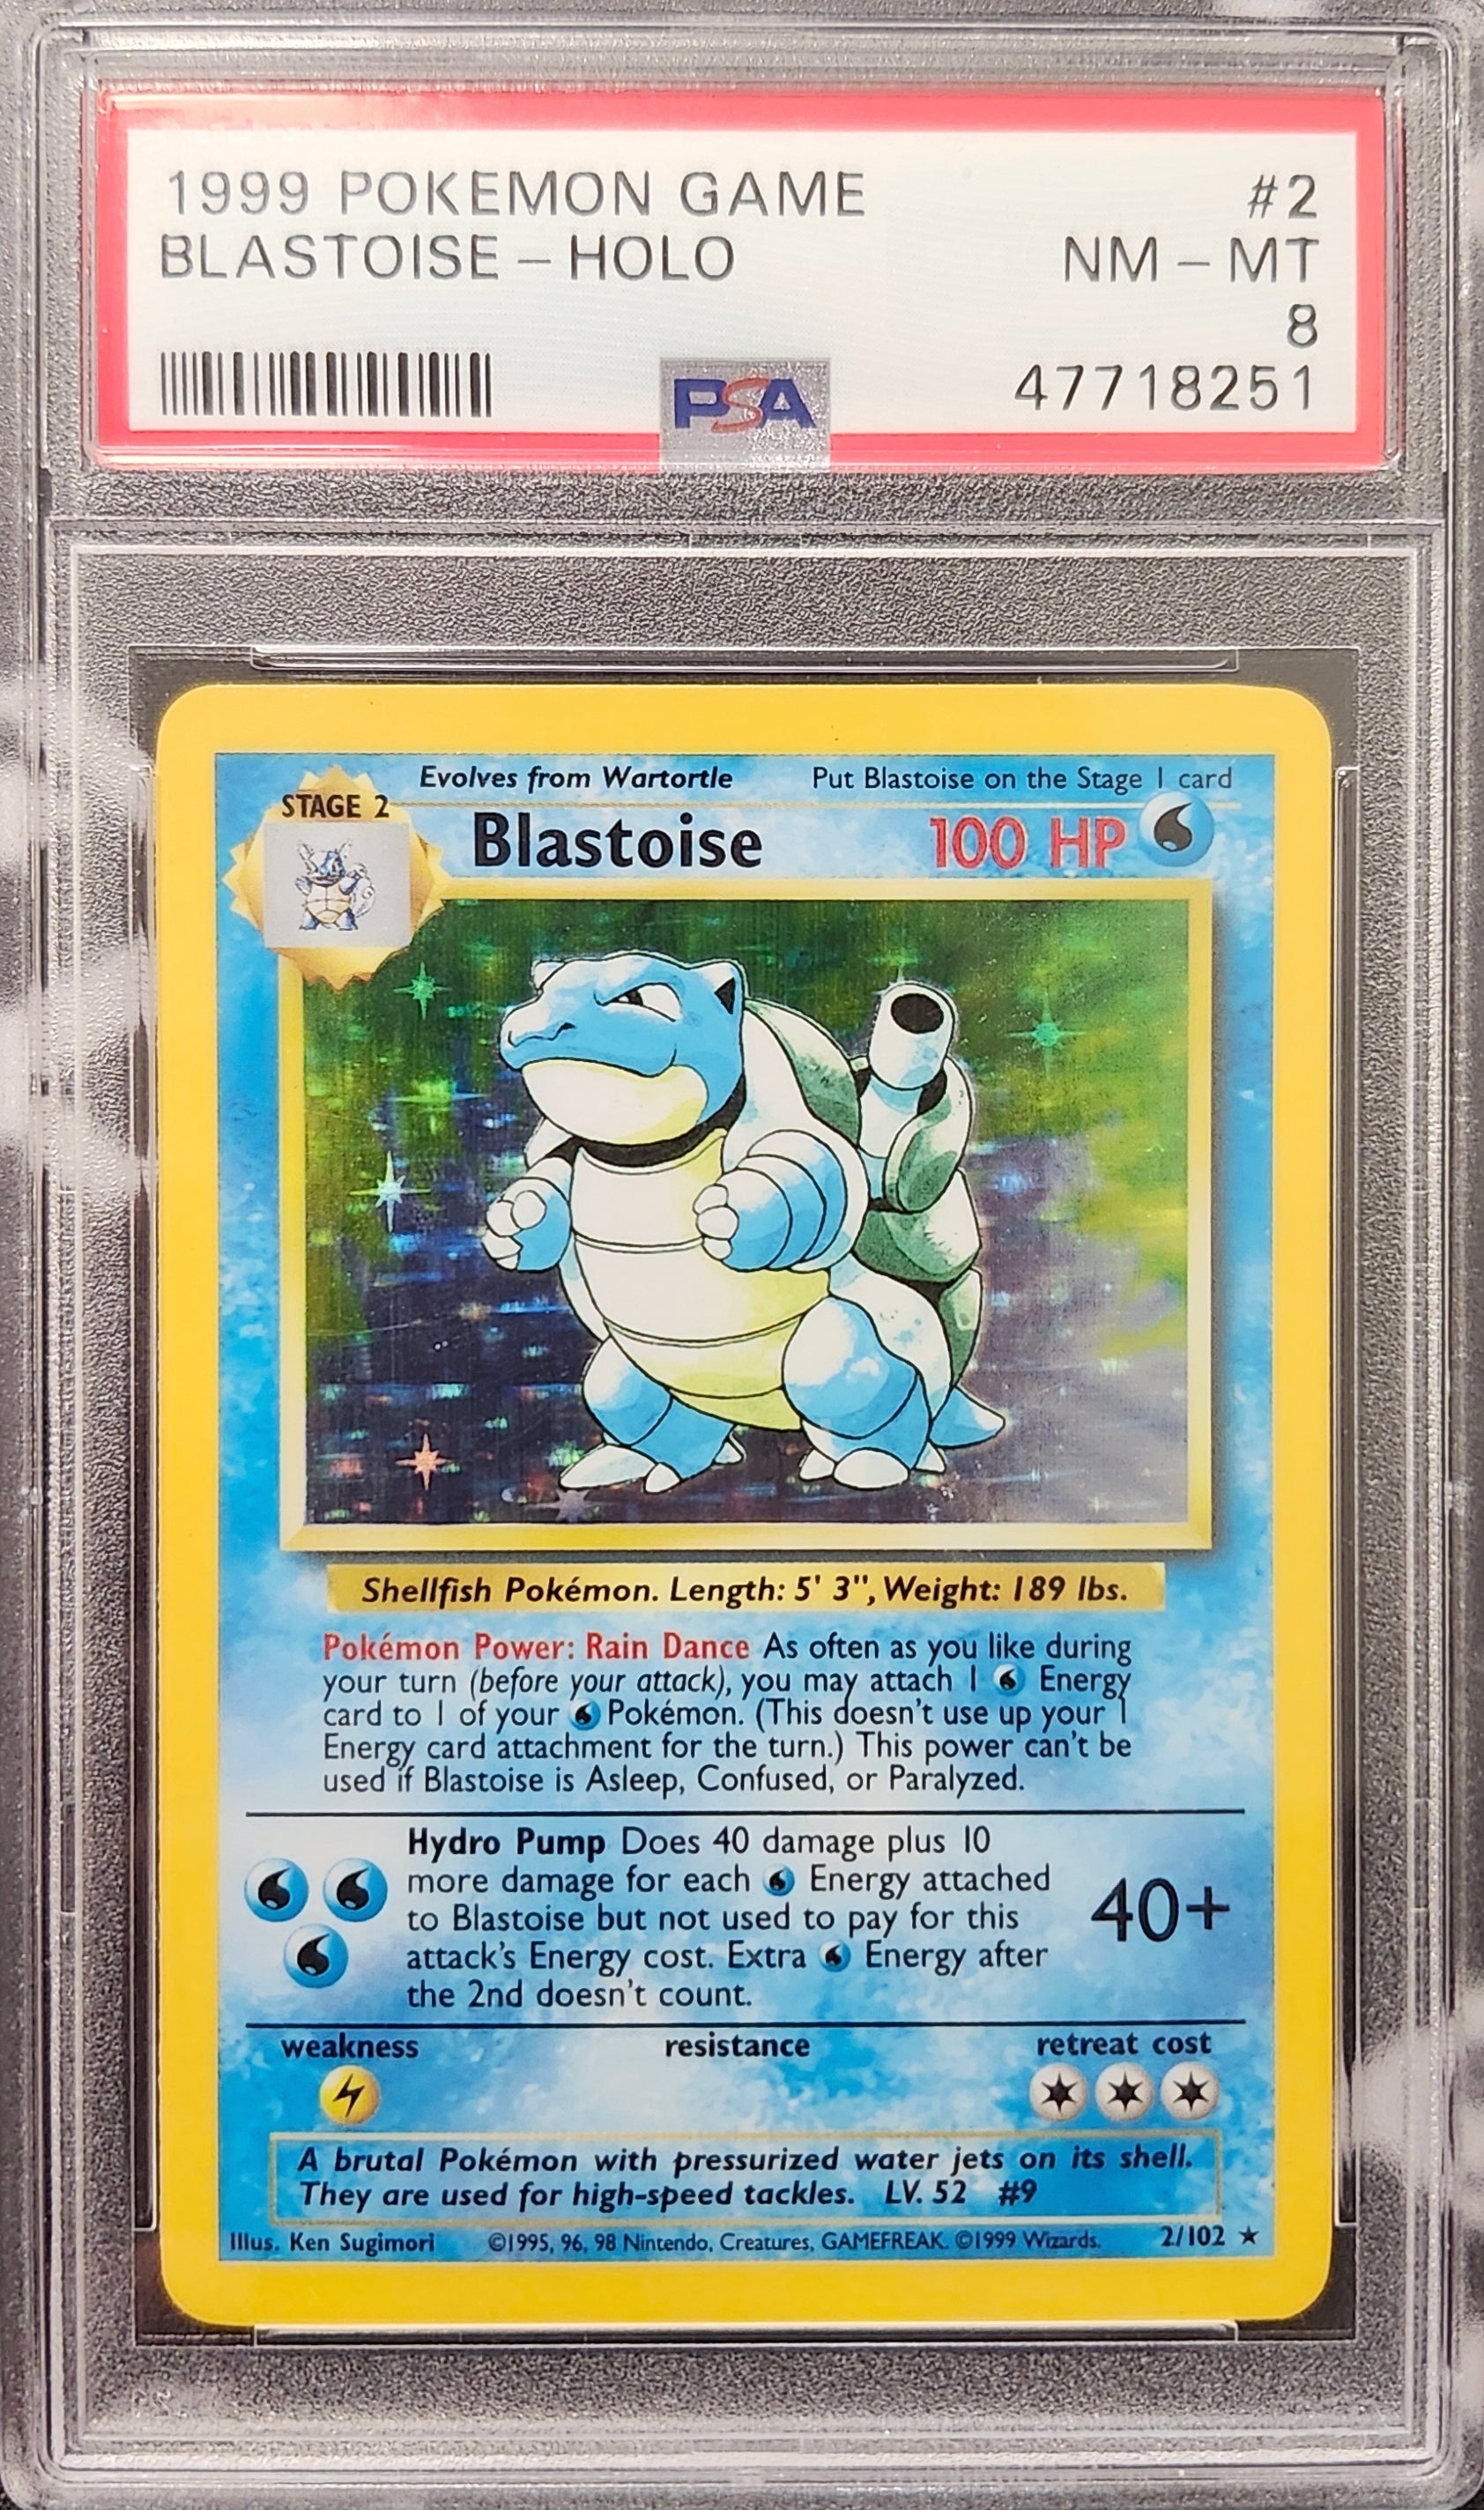 1999 POKEMON GAME #2
BLASTOISE - HOLO NM - MT
8
PSA 47718251
Evolves from Wartortle Put Blastoise on the Stage 1 card
STAGE 2
Blastoise 100 HP
Shellfish Pokémon. Length: 5' 3", Weight: 189 lbs.
Pokémon Power: Rain Dance As often as you like during
your turn (before your attack), you may attach 1 Energy
card to 1 of your Pokémon. (This doesn't use up your 1
Energy card attachment for the turn.) This power can't be
used if Blastoise is Asleep, Confused, or Paralyzed.
Hydro Pump Does 40 damage plus 10
more damage for each Energy attached
to Blastoise but not used to pay for this 40+
attack's Energy cost. Extra Energy after
the 2nd doesn't count.
weakness resistance retreat cost
A brutal Pokémon with pressurized water jets on its shell.
They are used for high-speed tackles. LV. 52 #9
Illus. Ken Sugimori ©1995, 96, 98 Nintendo, Creatures, GAMEFREAK. ©1999 Wizards. 2/102 ★